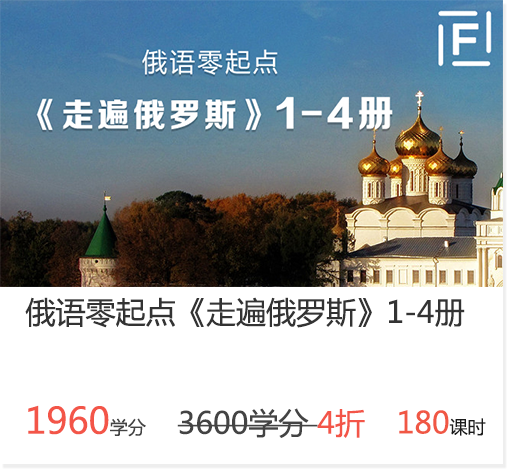 F
俄语零起点
《走遍俄罗斯》1-4册
俄语零起点《走遍俄罗斯》1-4册
1960学分 3600学分 4折 180课时